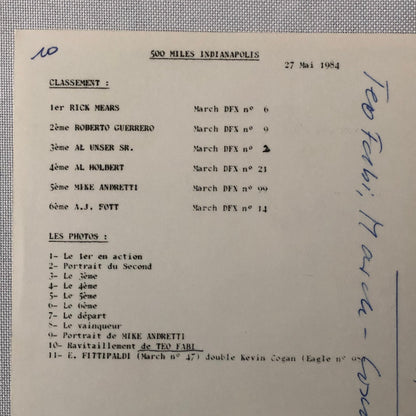 10
500 MILES INDIANAPOLIS
27 Mai 1984
CLASSEMENT :
1er RICK MEARS March DFX n° 6
2ème ROBERTO GUERRERO March DFX n° 9
3ème AL UNSER SR. March DFX n° 2
4ème AL HOLBERT March DFX n° 21
5ème MIKE ANDRETTI March DFX n° 99
6ème A.J. FOTT March DFX n° 14
LES PHOTOS :
1- Le 1er en action
2- Portrait du Second
3- Le 3ème
4- Le 4ème
5- Le 5ème
6- Le 6ème
7- Le départ
8- Le vainqueur
9- Portrait de MIKE ANDRETTI
10- Ravitaillement de TEO FABI
11- E. FITTIPALDI (March n° 47) double Kevin Cogan (Eagle n°
Teo Fabi, March -